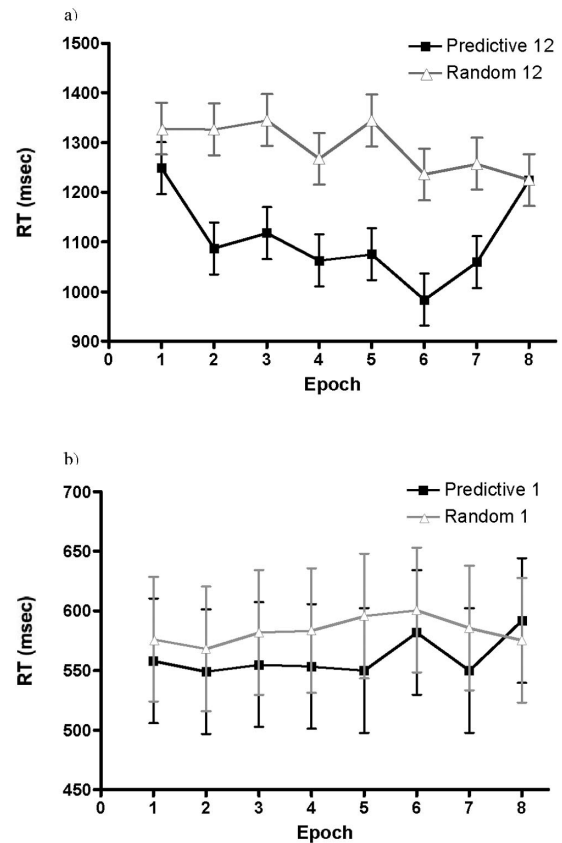 a)
1500
Predictive 12
Random 12
1400
1300
1200
1100
1000
900
RT (msec)
0 1 2 3 4 5 6 7 8
Epoch
b)
700
Predictive 1
Random 1
650
600
550
500
450
RT (msec)
0 1 2 3 4 5 6 7 8
Epoch